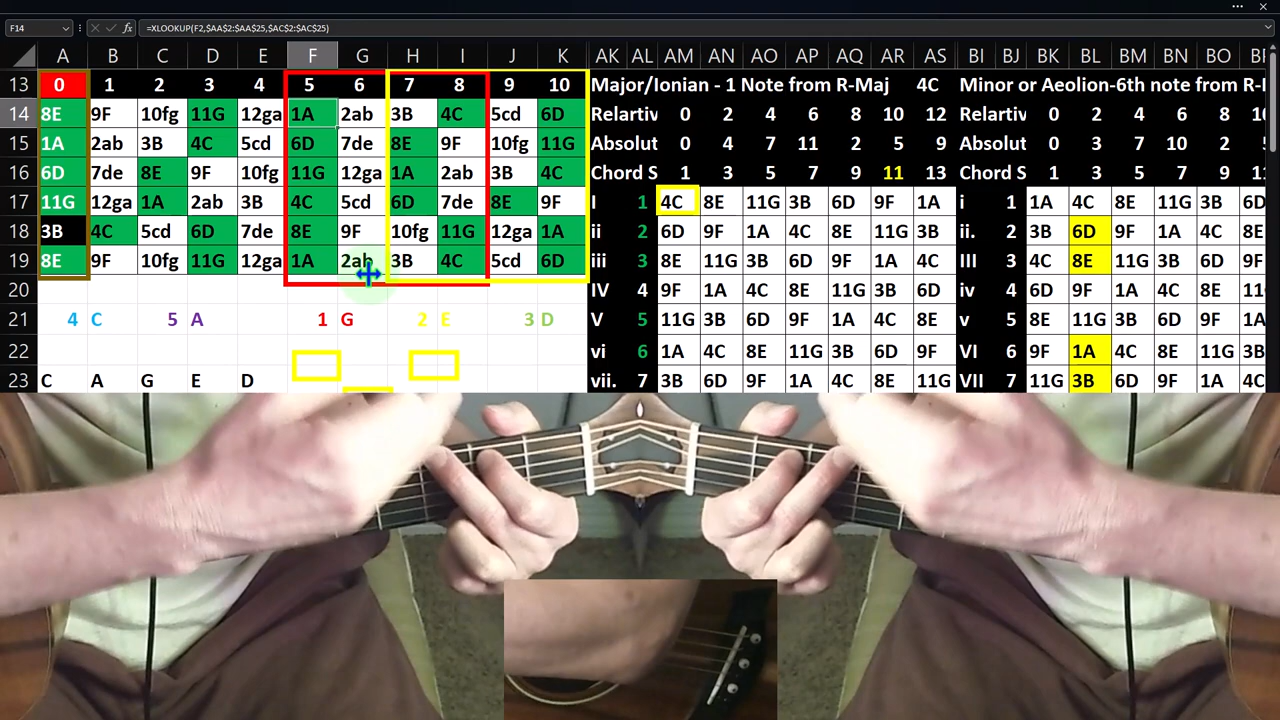 F14 fx =XLOOKUP(F2,$AA$2:$AA$25,$AC$2:$AC$25)
A B C D E F G H I J K AK AL AM AN AO AP AQ AR AS BI BJ BK BL BM BN BO
13 0 1 2 3 4 5 6 7 8 9 10 Major/Ionian - 1 Note from R-Maj 4C Minor or Aeolion-6th note from R-
14 8E 9F 10fg 11G 12ga 1A 2ab 3B 4C 5cd 6D Relartiv 0 2 4 6 8 10 12 Relartiv 0 2 4 6 8
15 1A 2ab 3B 4C 5cd 6D 7de 8E 9F 10fg 11G Absolut 0 4 7 11 2 5 9 Absolut 0 3 7 10 2
16 6D 7de 8E 9F 10fg 11G 12ga 1A 2ab 3B 4C Chord S 1 3 5 7 9 11 13 Chord S 1 3 5 7 9
17 11G 12ga 1A 2ab 3B 4C 5cd 6D 7de 8E 9F I 1 4C 8E 11G 3B 6D 9F 1A i 1 1A 4C 8E 11G 3B
18 3B 4C 5cd 6D 7de 8E 9F 10fg 11G 12ga 1A ii 2 6D 9F 1A 4C 8E 11G 3B ii. 2 3B 6D 9F 1A 4C
19 8E 9F 10fg 11G 12ga 1A 2ab 3B 4C 5cd 6D iii 3 8E 11G 3B 6D 9F 1A 4C III 3 4C 8E 11G 3B 6D
20 IV 4 9F 1A 4C 8E 11G 3B 6D iv 4 6D 9F 1A 4C 8E
21 4 C 5 A 1 G 2 E 3 D V 5 11G 3B 6D 9F 1A 4C 8E v 5 8E 11G 3B 6D 9F
22 vi 6 1A 4C 8E 11G 3B 6D 9F VI 6 9F 1A 4C 8E 11G
23 C A G E D vii. 7 3B 6D 9F 1A 4C 8E 11G VII 7 11G 3B 6D 9F 1A